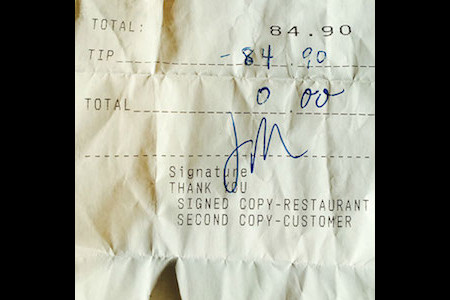 TOTAL: 84.90
TIP -84.90
TOTAL 0.00
Signature
THANK YOU
SIGNED COPY-RESTAURANT
SECOND COPY-CUSTOMER